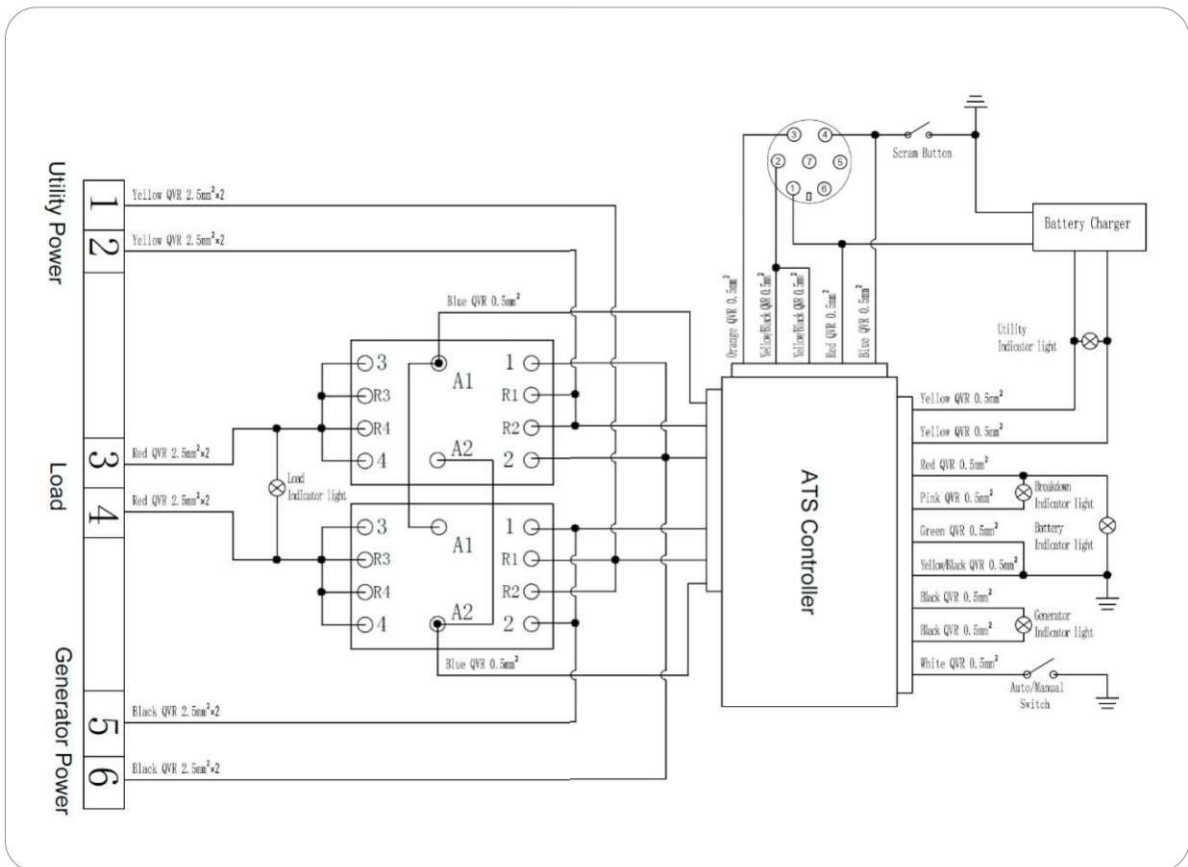 Utility Power
1
2
Load
3
4
Generator Power
5
6
Yellow QVR 2.5mm²×2
Yellow QVR 2.5mm²×2
Red QVR 2.5mm²×2
Red QVR 2.5mm²×2
Black QVR 2.5mm²×2
Black QVR 2.5mm²×2
Load
Indicator light
Blue QVR 0.5mm²
3
R3
R4
4
A1
A2
1
R1
R2
2
3
R3
R4
4
A1
A2
1
R1
R2
2
Blue QVR 0.5mm²
3
4
2
7
5
1
6
Scram Button
Battery Charger
Orange QVR 0.5mm²
Yellow/Black QVR 0.5mm²
Yellow/Black QVR 0.5mm²
Red QVR 0.5mm²
Blue QVR 0.5mm²
Utility
Indicator light
ATS Controller
Yellow QVR 0.5mm²
Yellow QVR 0.5mm²
Red QVR 0.5mm²
Pink QVR 0.5mm²
Green QVR 0.5mm²
Yellow/Black QVR 0.5mm²
Black QVR 0.5mm²
Black QVR 0.5mm²
White QVR 0.5mm²
Breakdown
Indicator light
Battery
Indicator light
Generator
Indicator light
Auto/Manual
Switch